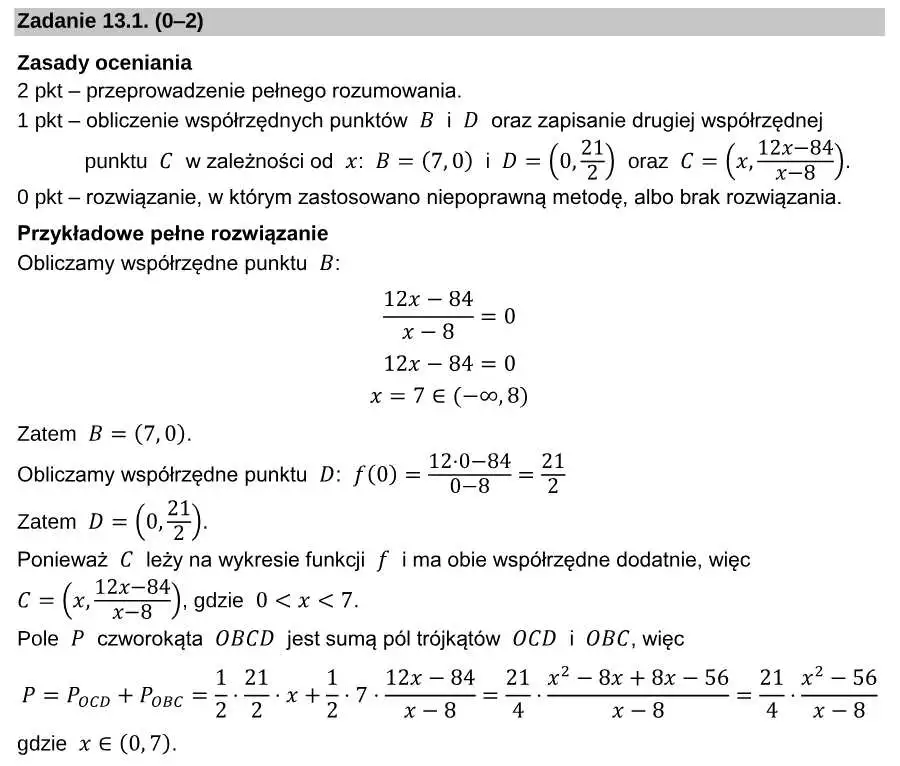 Zadanie 13.1. (0–2)
Zasady oceniania
2 pkt – przeprowadzenie pełnego rozumowania.
1 pkt – obliczenie współrzędnych punktów B i D oraz zapisanie drugiej współrzędnej
punktu C w zależności od x: B = (7, 0) i D = (0, 21/2) oraz C = (x, (12x−84)/(x−8)).
0 pkt – rozwiązanie, w którym zastosowano niepoprawną metodę, albo brak rozwiązania.
Przykładowe pełne rozwiązanie
Obliczamy współrzędne punktu B:
(12x − 84)/(x − 8) = 0
12x − 84 = 0
x = 7 ∈ (−∞, 8)
Zatem B = (7, 0).
Obliczamy współrzędne punktu D: f(0) = (12·0−84)/(0−8) = 21/2
Zatem D = (0, 21/2).
Ponieważ C leży na wykresie funkcji f i ma obie współrzędne dodatnie, więc
C = (x, (12x−84)/(x−8)), gdzie 0 < x < 7.
Pole P czworokąta OBCD jest sumą pól trójkątów OCD i OBC, więc
P = P_OCD + P_OBC = 1/2 · 21/2 · x + 1/2 · 7 · (12x − 84)/(x − 8) = 21/4 · (x² − 8x + 8x − 56)/(x − 8) = 21/4 · (x² − 56)/(x − 8)
gdzie x ∈ (0, 7).